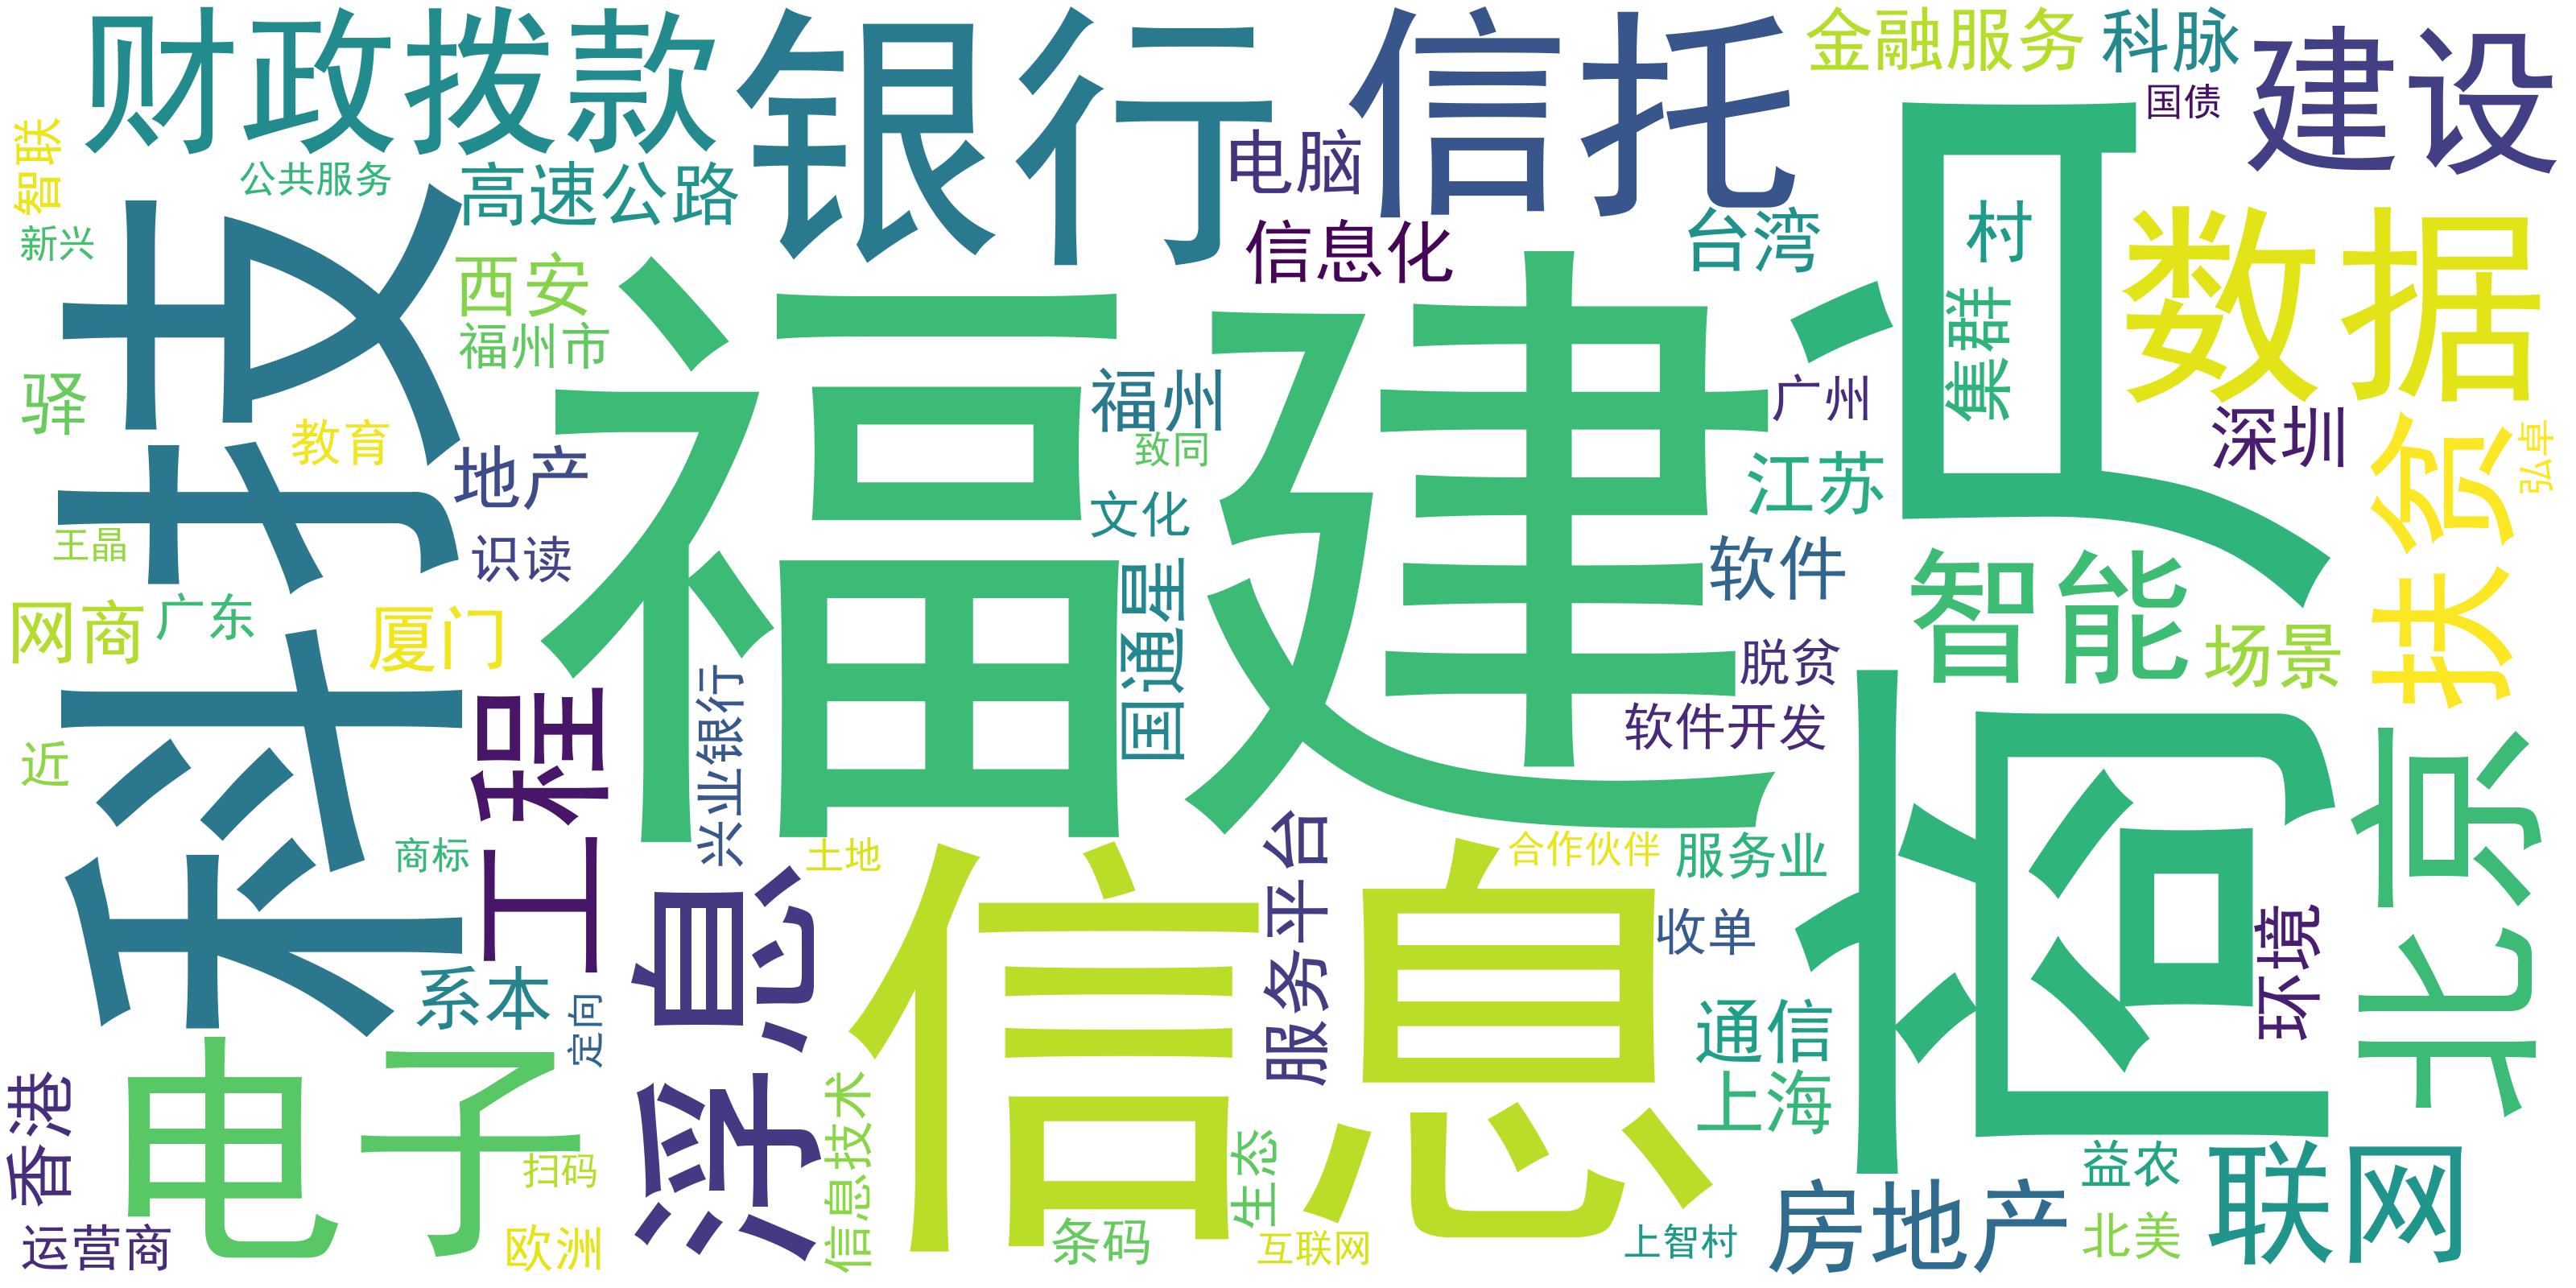 财政拨款
银行
信托
金融服务
科脉
国债
建设
智联
公共服务
高速公路
电脑
信息化
台湾
村
集群
数据
新兴
科技
西安
福州市
福建
商户
福州
广州
深圳
扶贫
弘卓
驿
教育
地产
致同
江苏
王晶
识读
文化
软件
智能
场景
网商
广东
厦门
国通星
脱贫
北京
近
工程
兴业银行
软件开发
商标
浮息
土地
信息
服务平台
合作伙伴
服务业
收单
环境
系本
定向
通信
上海
香港
电子
信息技术
扫码
生态
益农
联网
运营商
欧洲
条码
互联网
上智村
房地产
北美